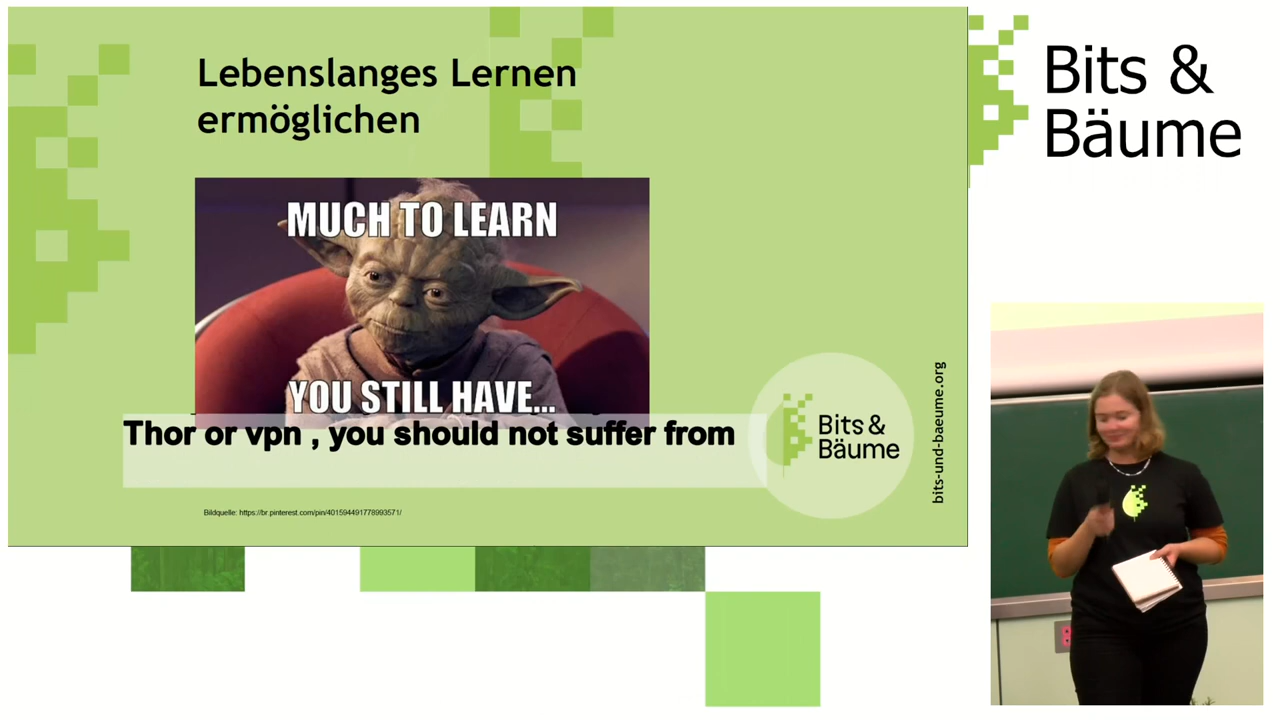 Lebenslanges Lernen
ermöglichen
MUCH TO LEARN
YOU STILL HAVE...
Thor or vpn , you should not suffer from
Bildquelle: https://br.pinterest.com/pin/401594491778993571/
Bits &
Bäume
bits-und-baeume.org
Bits &
Bäume